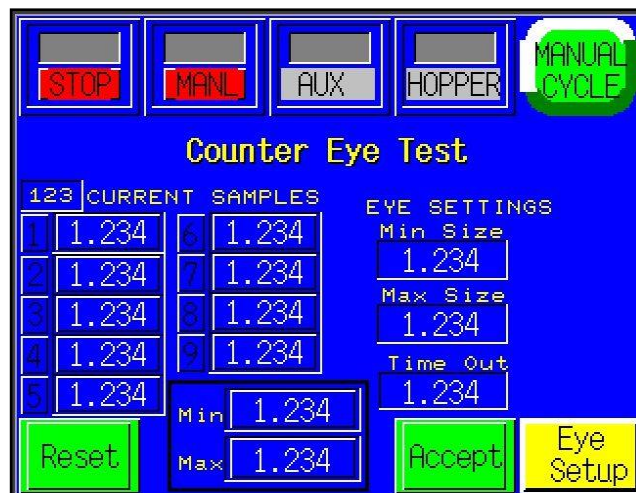 STOP MANL AUX HOPPER MANUAL CYCLE
Counter Eye Test
123 CURRENT SAMPLES
EYE SETTINGS
1 1.234 6 1.234
Min Size
2 1.234 7 1.234
1.234
3 1.234 8 1.234
Max Size
1.234
4 1.234 9 1.234
Time Out
5 1.234
1.234
Min 1.234
Max 1.234
Reset
Accept
Eye Setup